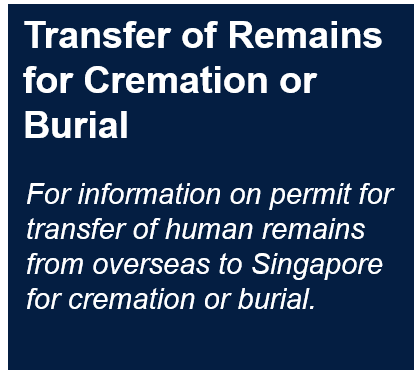 Transfer of Remains
for Cremation or
Burial
For information on permit for
transfer of human remains
from overseas to Singapore
for cremation or burial.